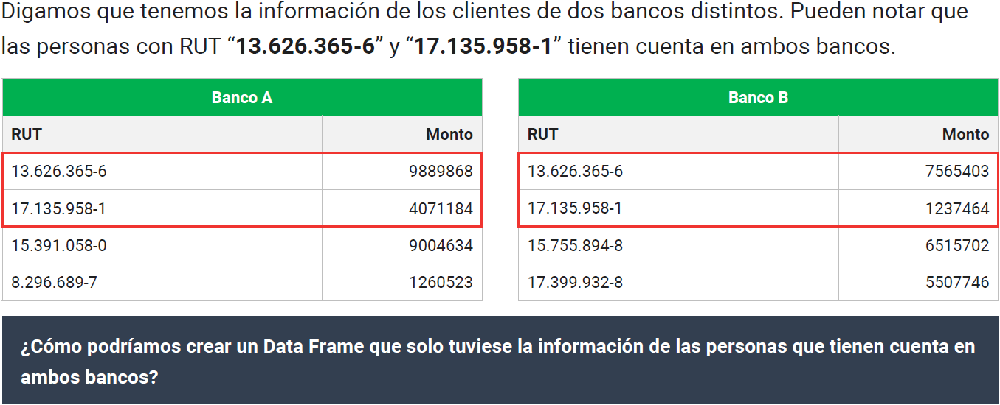 Digamos que tenemos la información de los clientes de dos bancos distintos. Pueden notar que
las personas con RUT “13.626.365-6” y “17.135.958-1” tienen cuenta en ambos bancos.
Banco A
RUT Monto
13.626.365-6 9889868
17.135.958-1 4071184
15.391.058-0 9004634
8.296.689-7 1260523
Banco B
RUT Monto
13.626.365-6 7565403
17.135.958-1 1237464
15.755.894-8 6515702
17.399.932-8 5507746
¿Cómo podríamos crear un Data Frame que solo tuviese la información de las personas que tienen cuenta en
ambos bancos?